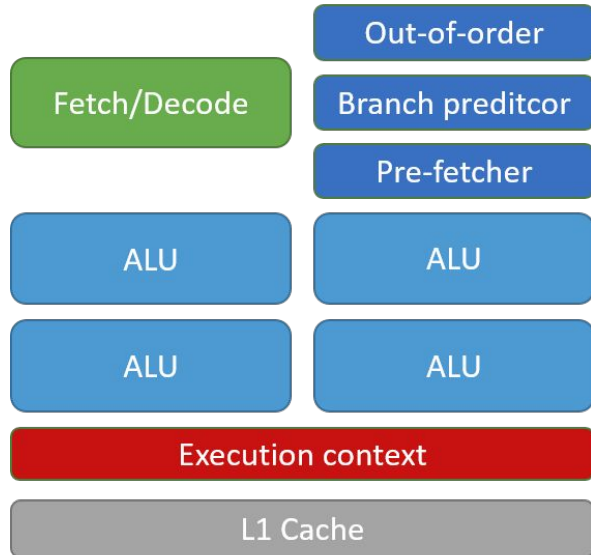 Out-of-order
Fetch/Decode
Branch preditcor
Pre-fetcher
ALU
ALU
ALU
ALU
Execution context
L1 Cache